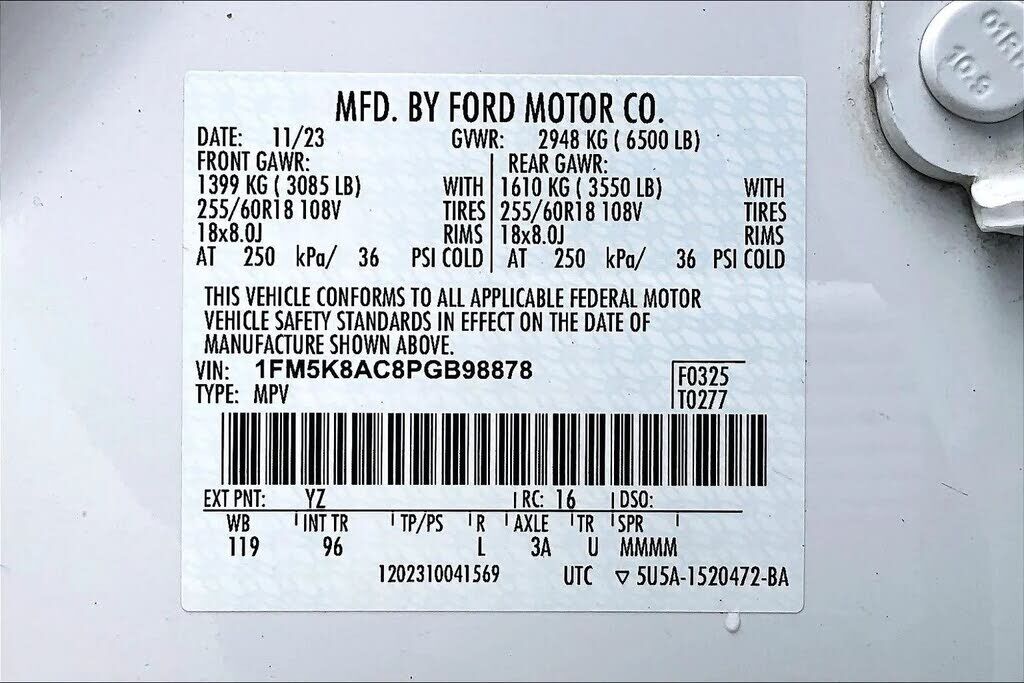 MFD. BY FORD MOTOR CO.
DATE: 11/23 GVWR: 2948 KG ( 6500 LB)
FRONT GAWR: REAR GAWR:
1399 KG ( 3085 LB) WITH 1610 KG ( 3550 LB) WITH
255/60R18 108V TIRES 255/60R18 108V TIRES
18x8.0J RIMS 18x8.0J RIMS
AT 250 kPa/ 36 PSI COLD AT 250 kPa/ 36 PSI COLD
THIS VEHICLE CONFORMS TO ALL APPLICABLE FEDERAL MOTOR
VEHICLE SAFETY STANDARDS IN EFFECT ON THE DATE OF
MANUFACTURE SHOWN ABOVE.
VIN: 1FM5K8AC8PGB98878
F0325
TYPE: MPV
T0277
EXT PNT: YZ RC: 16 DSO:
WB INT TR TP/PS R AXLE TR SPR
119 96 L 3A U MMMM
1202310041569 UTC ▽ 5U5A-1520472-BA
10.9